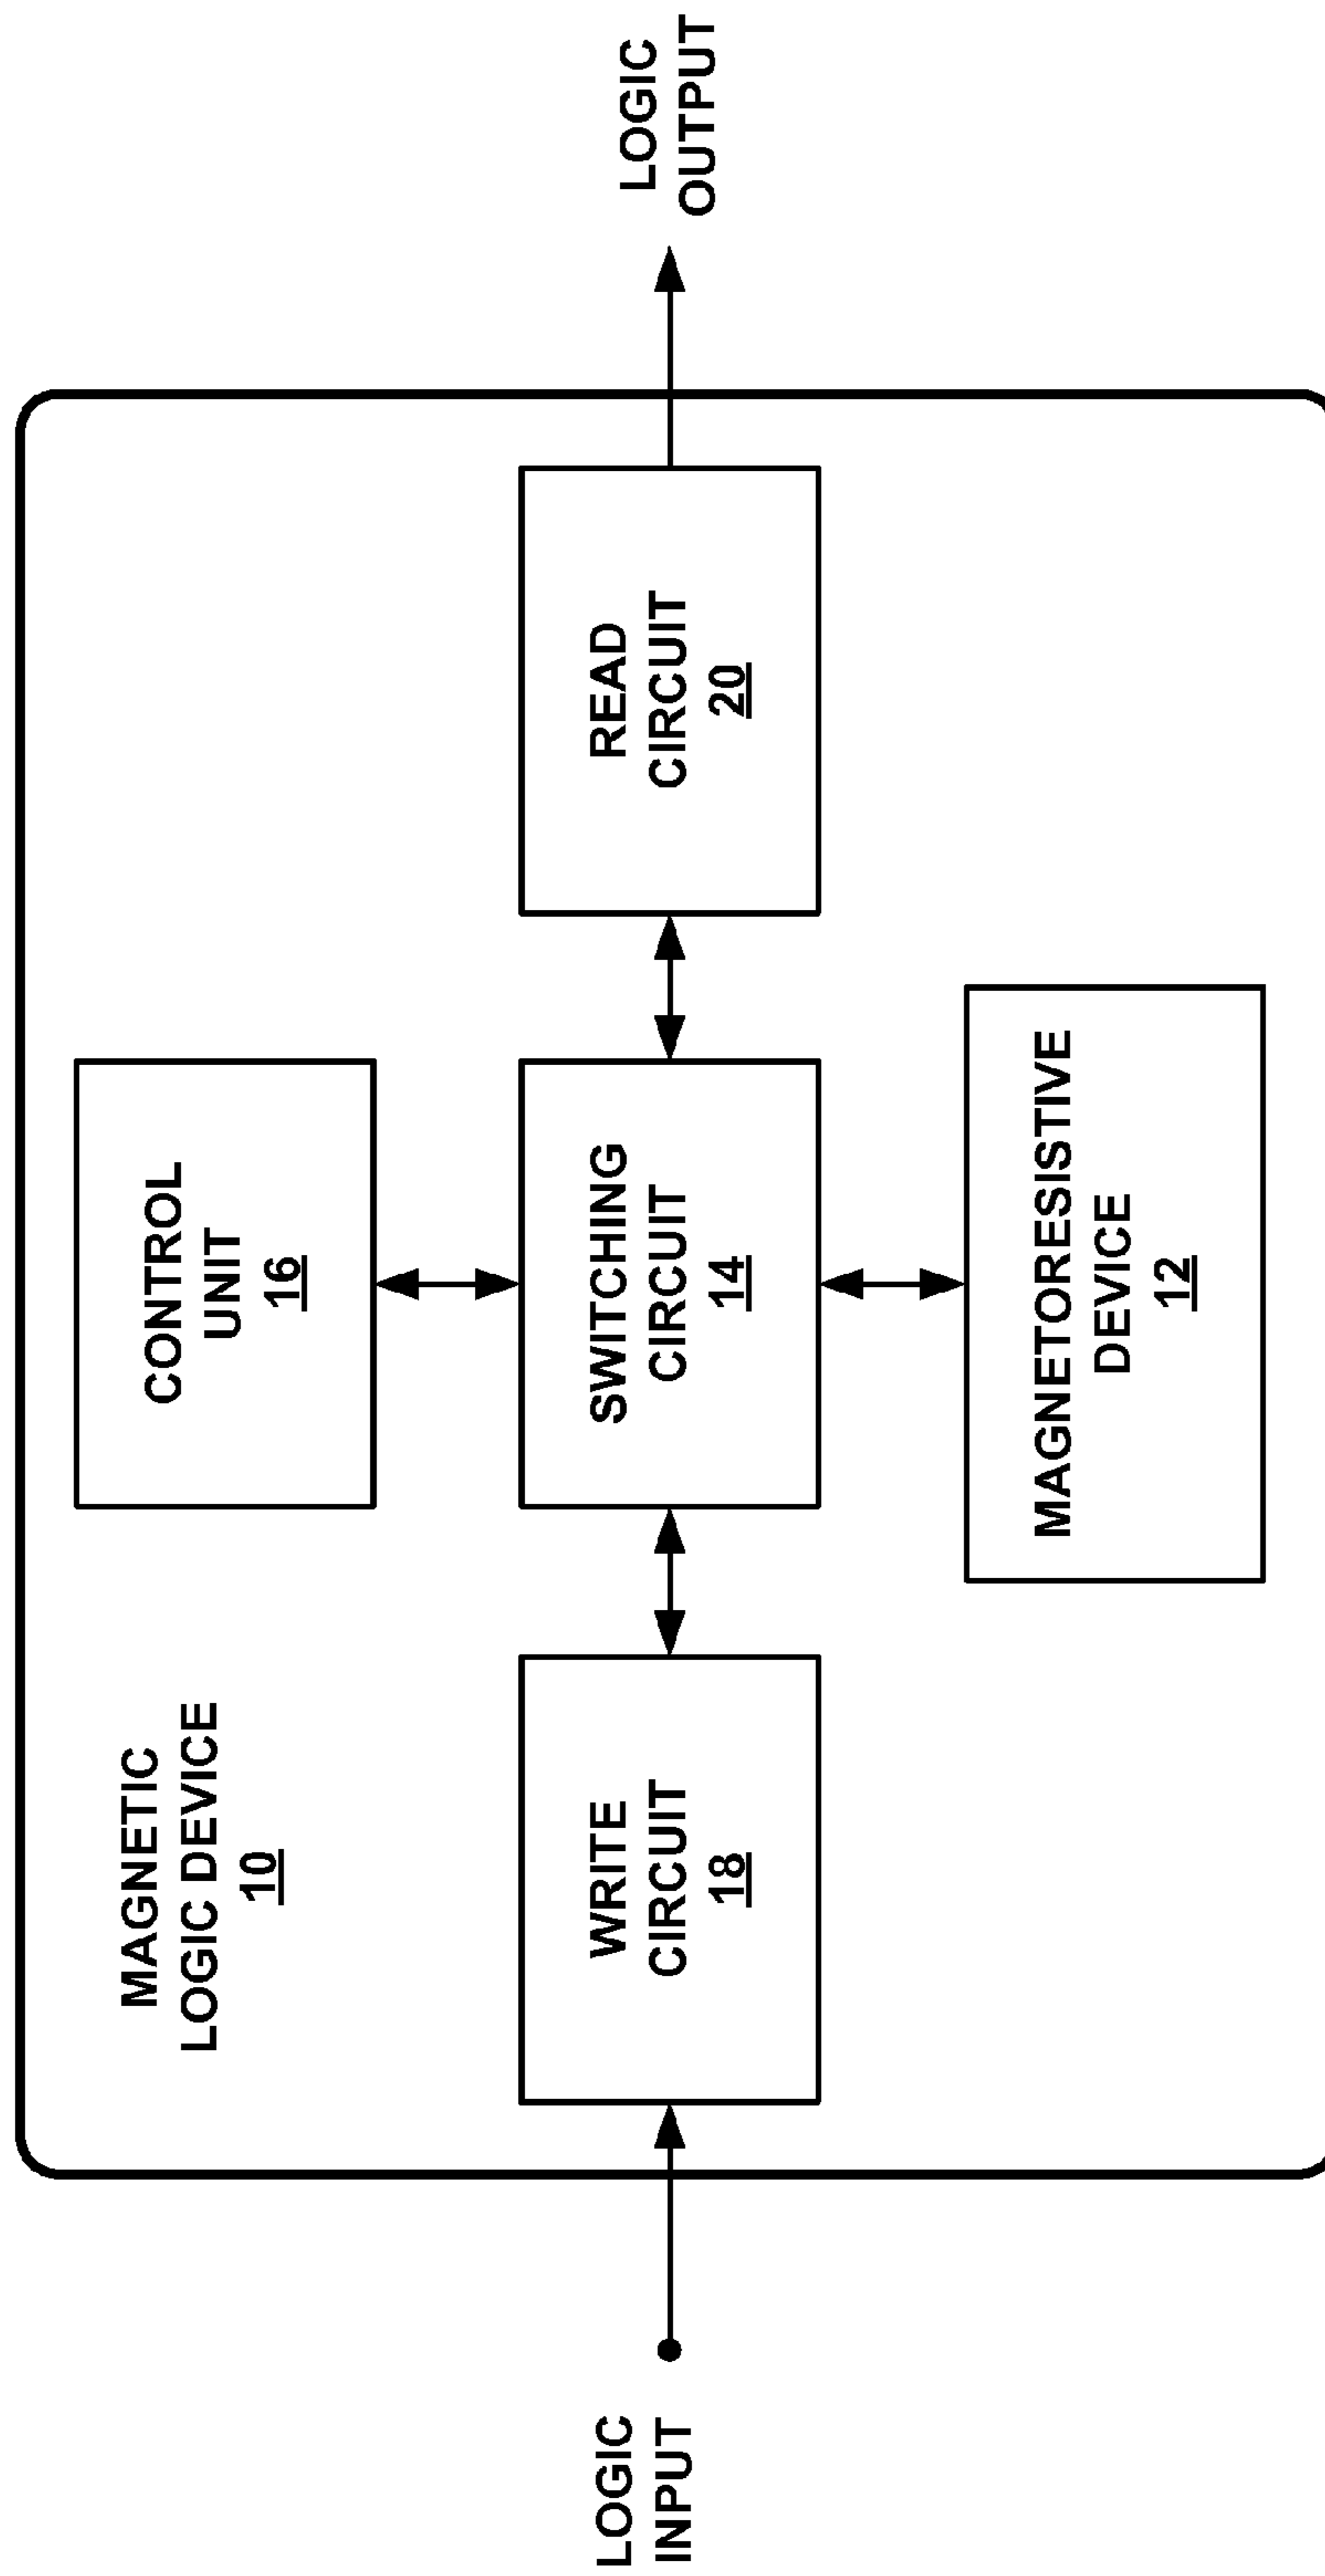 MAGNETIC
LOGIC DEVICE
10
CONTROL
UNIT
16
LOGIC
INPUT
WRITE
CIRCUIT
18
SWITCHING
CIRCUIT
14
READ
CIRCUIT
20
LOGIC
OUTPUT
MAGNETORESISTIVE
DEVICE
12